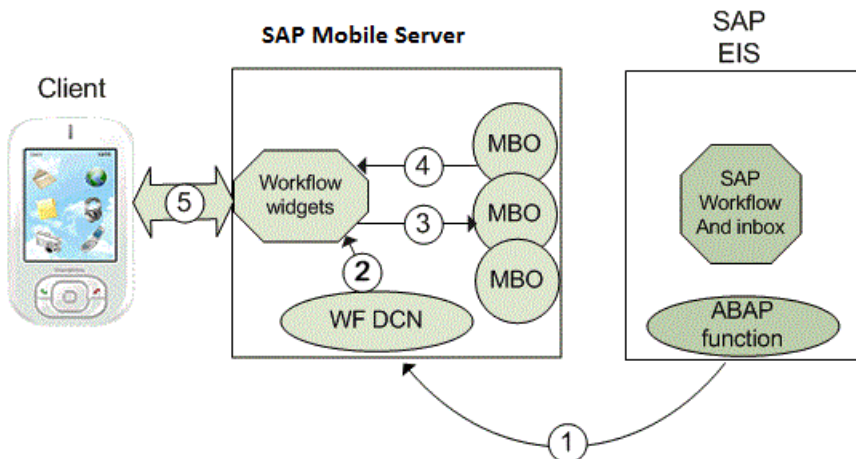 SAP Mobile Server
SAP
EIS
Client
MBO
4
Workflow
widgets
5
3
MBO
SAP
Workflow
And inbox
2
MBO
WF DCN
ABAP
function
1